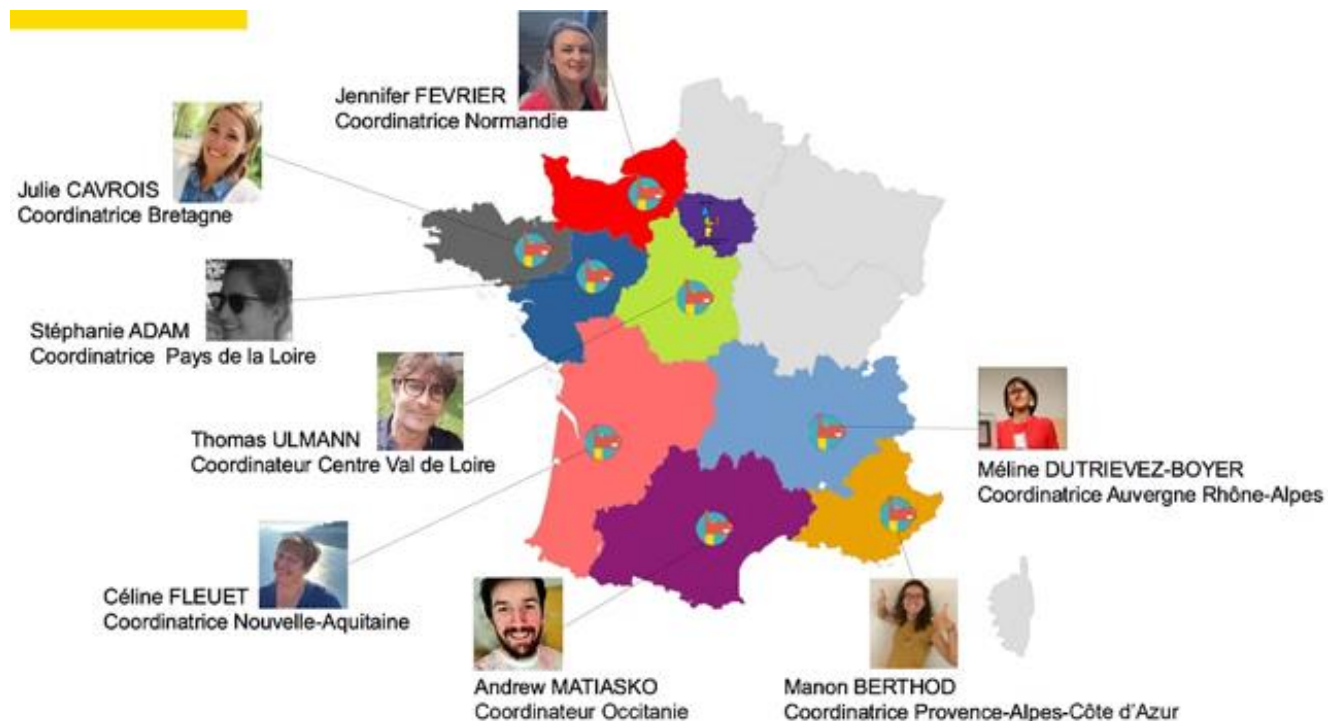 Jennifer FEVRIER
Coordinatrice Normandie
Julie CAVROIS
Coordinatrice Bretagne
Stéphanie ADAM
Coordinatrice Pays de la Loire
Thomas ULMANN
Coordinateur Centre Val de Loire
Méline DUTRIEVEZ-BOYER
Coordinatrice Auvergne Rhône-Alpes
Céline FLEUET
Coordinatrice Nouvelle-Aquitaine
Andrew MATIASKO
Coordinateur Occitanie
Manon BERTHOD
Coordinatrice Provence-Alpes-Côte d'Azur